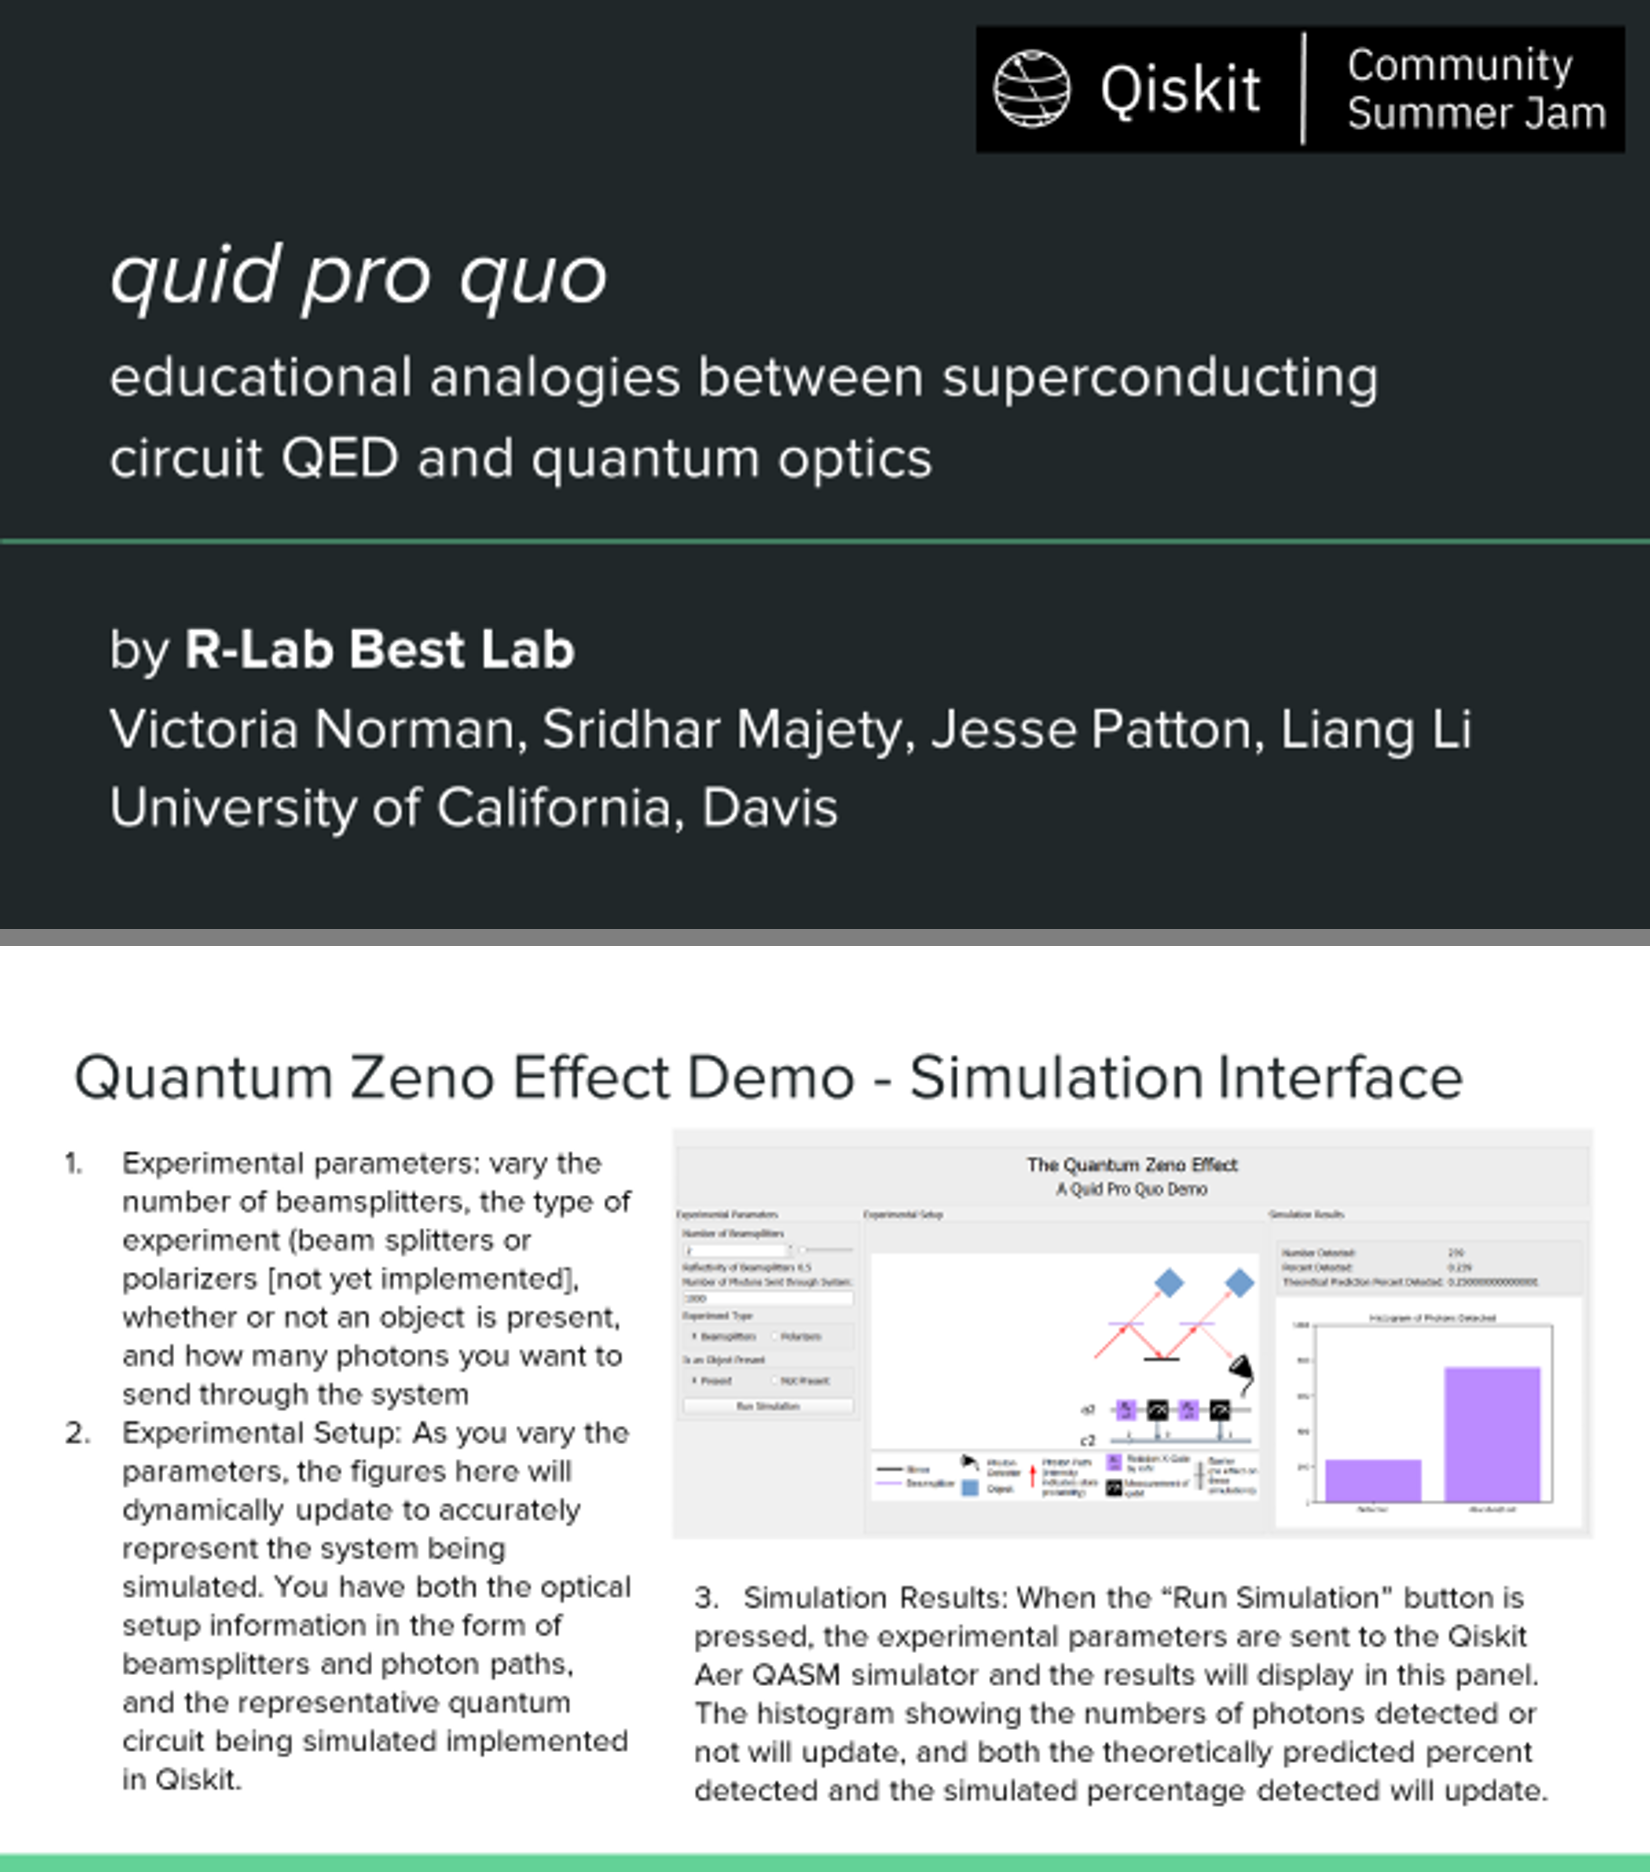 Qiskit
Community
Summer Jam
quid pro quo
educational analogies between superconducting
circuit QED and quantum optics
by R-Lab Best Lab
Victoria Norman, Sridhar Majety, Jesse Patton, Liang Li
University of California, Davis
Quantum Zeno Effect Demo - Simulation Interface
1. Experimental parameters: vary the
number of beamsplitters, the type of
experiment (beam splitters or
polarizers [not yet implemented],
whether or not an object is present,
and how many photons you want to
send through the system
2. Experimental Setup: As you vary the
parameters, the figures here will
dynamically update to accurately
represent the system being
simulated. You have both the optical
setup information in the form of
beamsplitters and photon paths,
and the representative quantum
circuit being simulated implemented
in Qiskit.
The Quantum Zeno Effect
A Quid Pro Quo Demo
Experimental Parameters
Number of Beamsplitters
2
Reflectivity of Beamsplitters 0.5
Number of Photons Sent through System:
1000
Experiment Type
Beamsplitters Polarizers
Is an Object Present
Present Not Present
Run Simulation
Experimental Setup
c2
Mirror
Beamsplitter
Photon
Detector
Object
Measurement of
qubit
Simulation Results
Number Detected:
Percent Detected: 0.239
Theoretical Prediction Percent Detected:
Histogram of Photons Detected
3. Simulation Results: When the “Run Simulation” button is
pressed, the experimental parameters are sent to the Qiskit
Aer QASM simulator and the results will display in this panel.
The histogram showing the numbers of photons detected or
not will update, and both the theoretically predicted percent
detected and the simulated percentage detected will update.